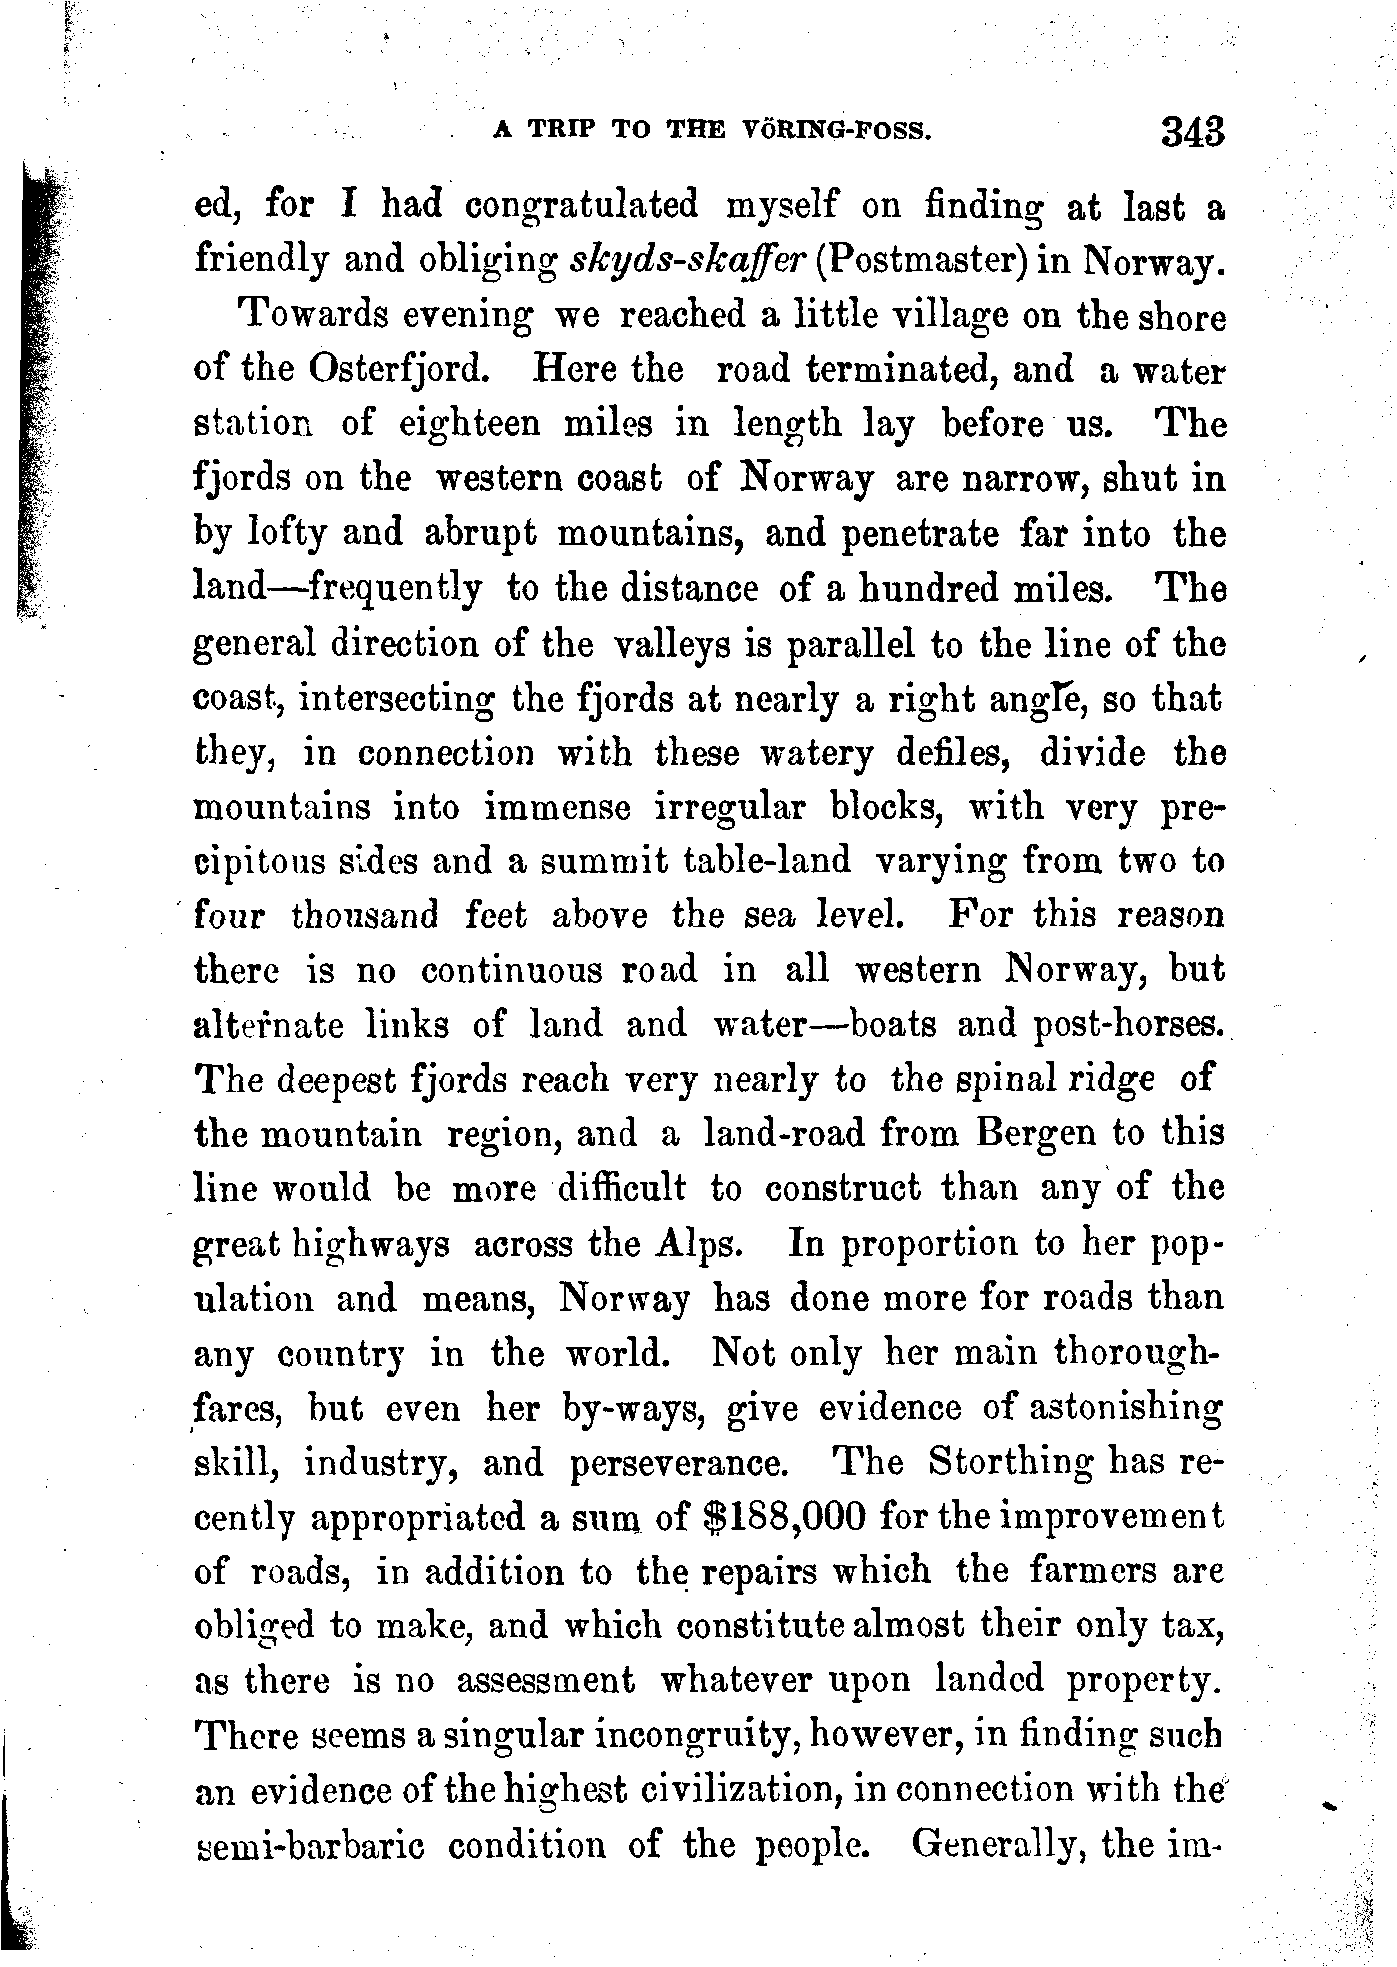 A TRIP TO THE VÖRING-FOSS. 343
ed, for I had congratulated myself on finding at last a
friendly and obliging skyds-skaffer (Postmaster) in Norway.
Towards evening we reached a little village on the shore
of the Osterfjord. Here the road terminated, and a water
station of eighteen miles in length lay before us. The
fjords on the western coast of Norway are narrow, shut in
by lofty and abrupt mountains, and penetrate far into the
land—frequently to the distance of a hundred miles. The
general direction of the valleys is parallel to the line of the
coast, intersecting the fjords at nearly a right angle, so that
they, in connection with these watery defiles, divide the
mountains into immense irregular blocks, with very pre-
cipitous sides and a summit table-land varying from two to
four thousand feet above the sea level. For this reason
there is no continuous road in all western Norway, but
alternate links of land and water—boats and post-horses.
The deepest fjords reach very nearly to the spinal ridge of
the mountain region, and a land-road from Bergen to this
line would be more difficult to construct than any of the
great highways across the Alps. In proportion to her pop-
ulation and means, Norway has done more for roads than
any country in the world. Not only her main thorough-
fares, but even her by-ways, give evidence of astonishing
skill, industry, and perseverance. The Storthing has re-
cently appropriated a sum of $188,000 for the improvement
of roads, in addition to the repairs which the farmers are
obliged to make, and which constitute almost their only tax,
as there is no assessment whatever upon landed property.
There seems a singular incongruity, however, in finding such
an evidence of the highest civilization, in connection with the
semi-barbaric condition of the people. Generally, the im-